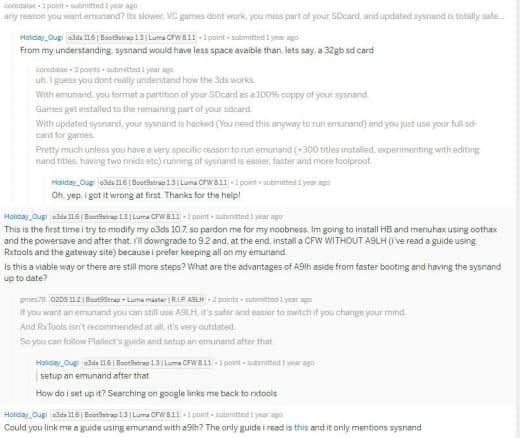 coredalae • 1 point • submitted 1 year ago
any reason you want emunand? Its slower, VC games dont work, you miss part of your SDcard, and updated sysnand is totally safe...
Holiday_Ougi o3ds 11.6 | Boot9strap 1.3 | Luma CFW 8.1.1 • 1 point • submitted 1 year ago
From my understanding, sysnand would have less space avaible than, lets say, a 32gb sd card
coredalae • 3 points • submitted 1 year ago
uh. I guess you dont really understand how the 3ds works.
With emunand, you format a partition of your SDcard as a 100% coppy of your sysnand.
Games get installed to the remaining part of your sdcard.
With updated sysnand, your sysnand is hacked (You need this anyway to run emunand) and you just use your full sd-
card for games.
Pretty much unless you have a very specific reason to run emunand (+300 titles installed, experimenting with editing
nand titles, having two nnids etc) running of sysnand is easier, faster and more foolproof.
Holiday_Ougi o3ds 11.6 | Boot9strap 1.3 | Luma CFW 8.1.1 • 1 point • submitted 1 year ago
Oh, yep, i got it wrong at first. Thanks for the help!
Holiday_Ougi o3ds 11.6 | Boot9strap 1.3 | Luma CFW 8.1.1 • 1 point • submitted 1 year ago
This is the first time i try to modify my o3ds 10.7, so pardon me for my noobness. Im going to install HB and menuhax using oothax
and the powersave and after that, i'll downgrade to 9.2 and, at the end, install a CFW WITHOUT A9LH (i've read a guide using
Rxtools and the gateway site) because i prefer keeping all on my emunand.
Is this a viable way or there are still more steps? What are the advantages of A9lh aside from faster booting and having the sysnand
up to date?
gmes78 O2DS 11.2 | Boot9Strap + Luma master | R.I.P. A9LH • 2 points • submitted 1 year ago
If you want an emunand you can still use A9LH, it's safer and easier to switch if you change your mind.
And RxTools isn't recommended at all, it's very outdated.
So you can follow Plailect's guide and setup an emunand after that.
Holiday_Ougi o3ds 11.6 | Boot9strap 1.3 | Luma CFW 8.1.1 • 1 point • submitted 1 year ago
setup an emunand after that
How do i set it up? Searching on google links me back to rxtools
Holiday_Ougi o3ds 11.6 | Boot9strap 1.3 | Luma CFW 8.1.1 • 1 point • submitted 1 year ago
Could you link me a guide using emunand with a9lh? The only guide i read is this and it only mentions sysnand